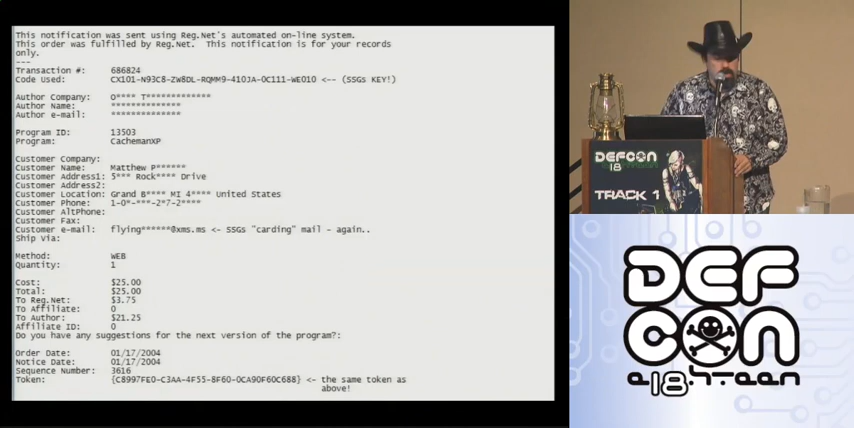 This notification was sent using Reg.Net's automated on-line system.
This order was fulfilled by Reg.Net. This notification is for your records
only.
---
Transaction #: 686824
Code Used: CX101-N93C8-ZW8DL-RQMM9-410JA-0C111-WE010 <-- (SSGs KEY!)
Author Company: O**** T*************
Author Name: **************
Author e-mail: **************
Program ID: 13503
Program: CachemanXP
Customer Company:
Customer Name: Matthew P******
Customer Address1: 5*** Rock**** Drive
Customer Address2:
Customer Location: Grand B**** MI 4**** United States
Customer Phone: 1-0*-***-2*7-2****
Customer AltPhone:
Customer Fax:
Customer e-mail: flying******@xms.ms <- SSGs "carding" mail - again..
Ship Via:
Method: WEB
Quantity: 1
Cost: $25.00
Total: $25.00
To Reg.Net: $3.75
To Affiliate: 0
To Author: $21.25
Affiliate ID: 0
Do you have any suggestions for the next version of the program?:
Order Date: 01/17/2004
Notice Date: 01/17/2004
Sequence Number: 3616
Token: {C8997FE0-C3AA-4F55-8F60-0CA90F60C688} <- the same token as
above!
DEFCON
18
TRACK 1
DEF
CON
e18h-teen